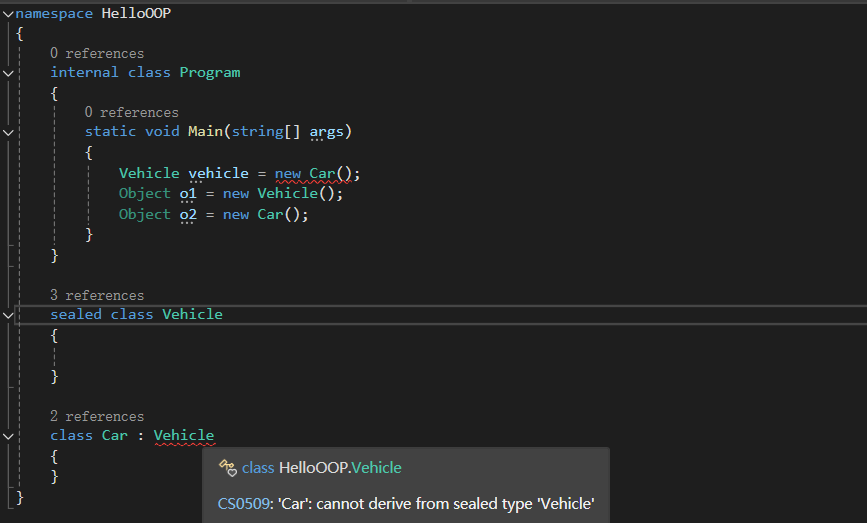 namespace HelloOOP
{
0 references
internal class Program
{
0 references
static void Main(string[] args)
{
Vehicle vehicle = new Car();
Object o1 = new Vehicle();
Object o2 = new Car();
}
}
3 references
sealed class Vehicle
{
}
2 references
class Car : Vehicle
{
}
}
class HelloOOP.Vehicle
CS0509: 'Car': cannot derive from sealed type 'Vehicle'